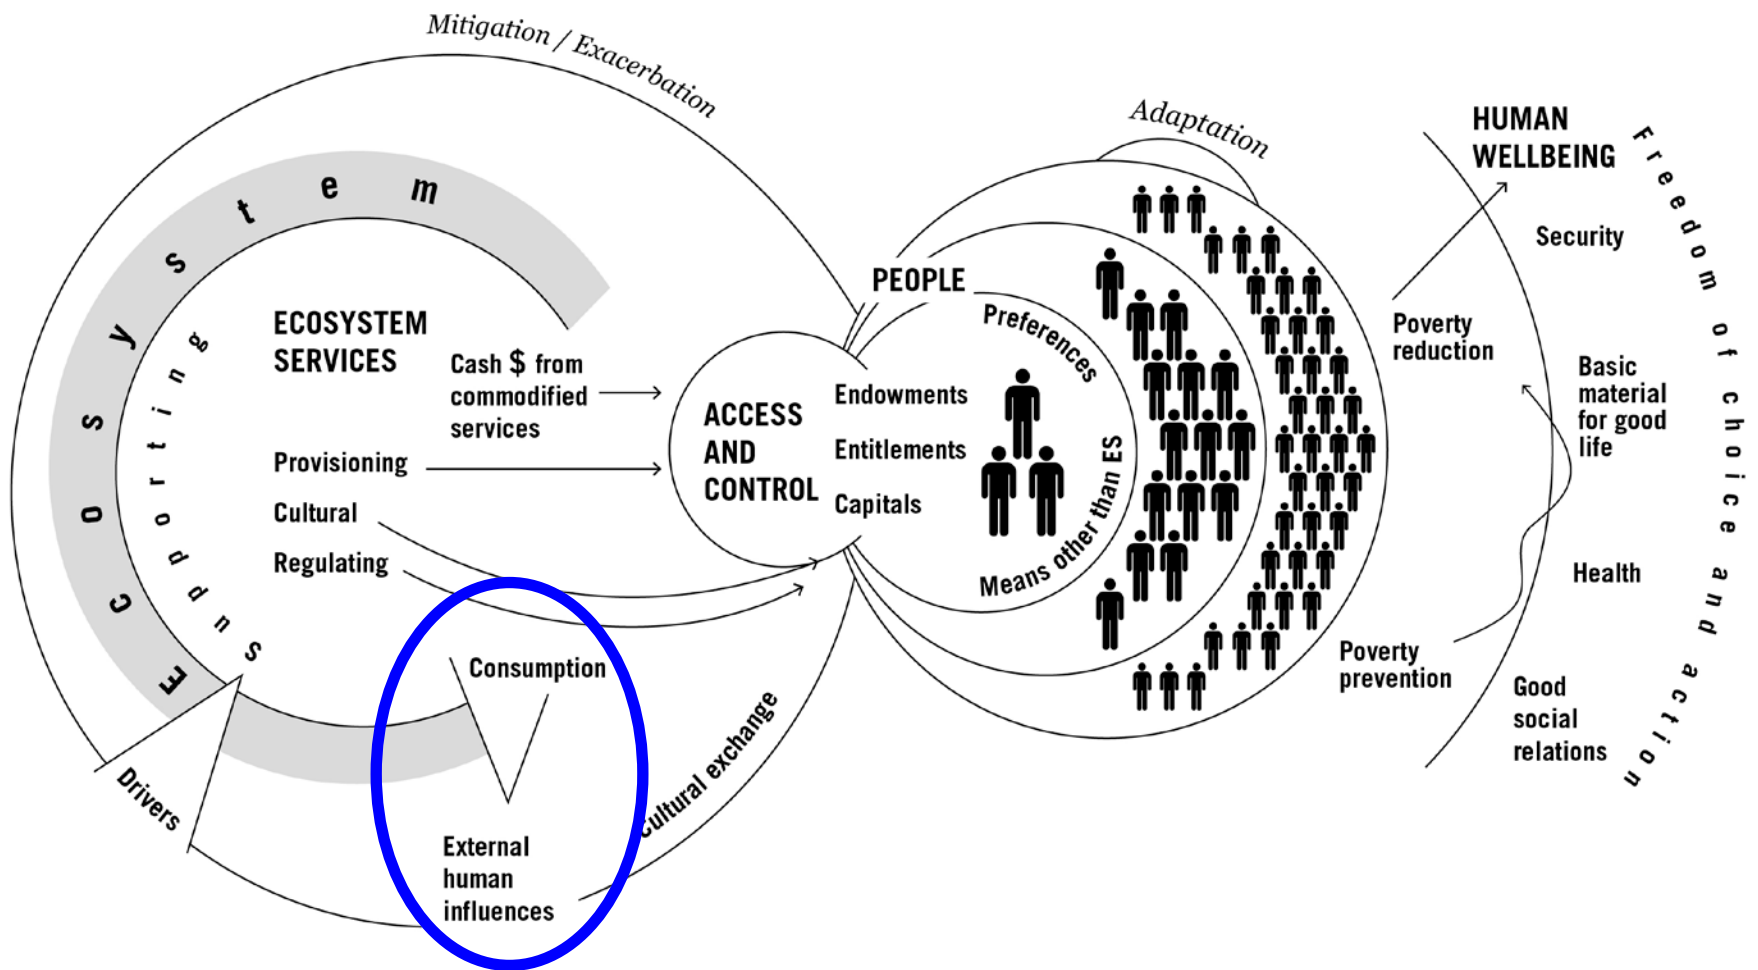 Mitigation / Exacerbation
Ecosystem
Supporting
ECOSYSTEM
SERVICES
Cash $ from
commodified
services
Provisioning
Cultural
Regulating
Consumption
External
human
influences
Drivers
Cultural exchange
ACCESS
AND
CONTROL
PEOPLE
Endowments
Entitlements
Capitals
Preferences
Means other than ES
Adaptation
Poverty
reduction
Poverty
prevention
HUMAN
WELLBEING
Security
Basic
material
for good
life
Health
Good
social
relations
Freedom of choice and action